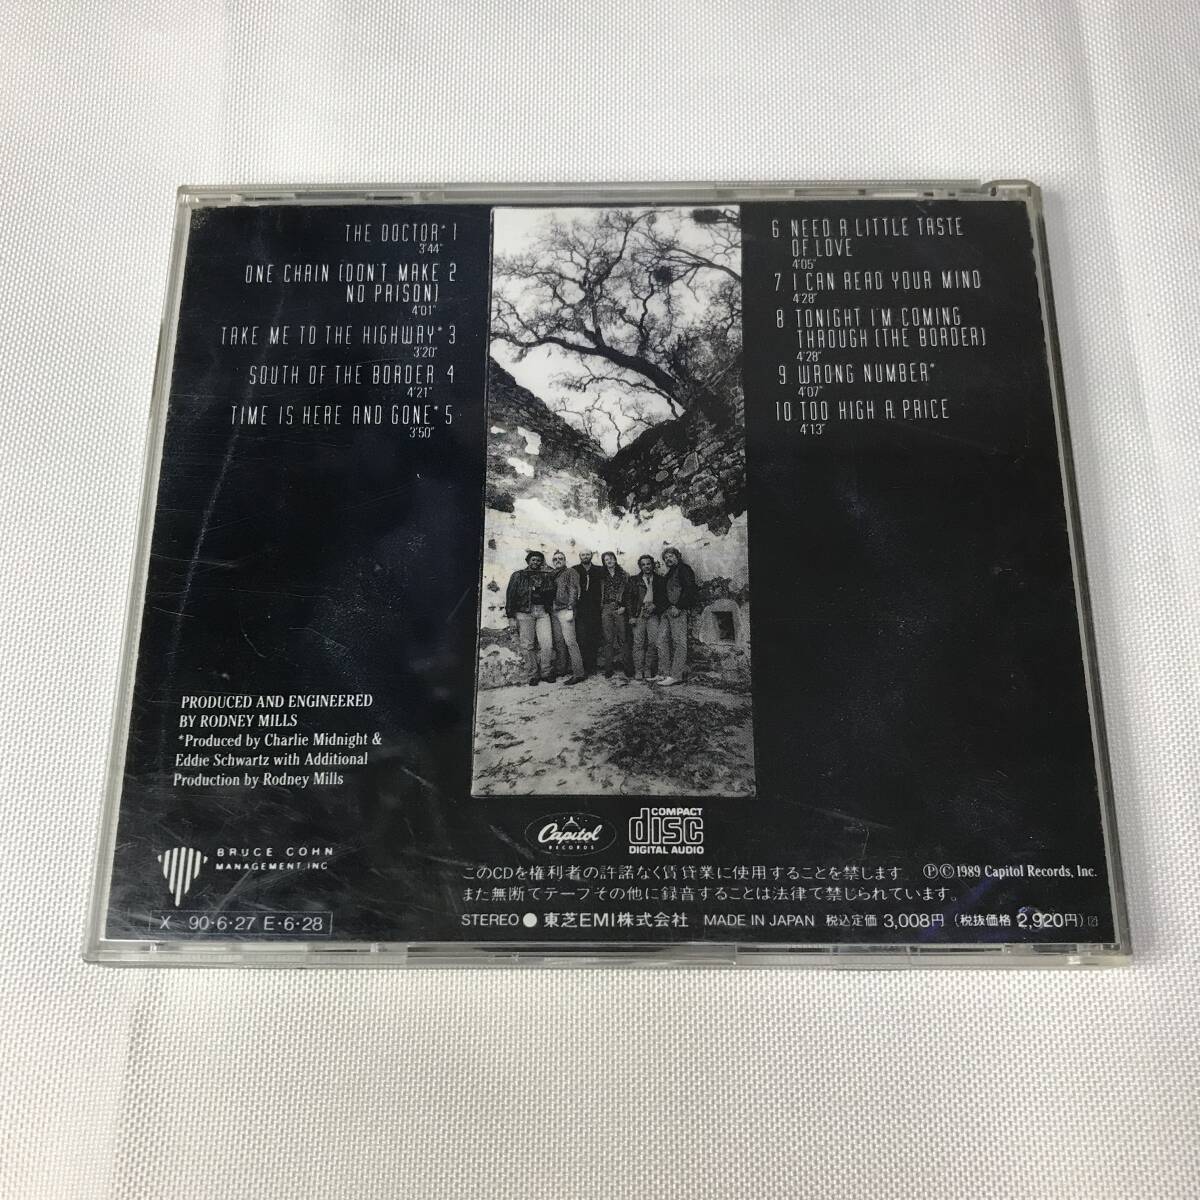 THE DOCTOR* 1
3'44"
ONE CHAIN (DON'T MAKE 2
NO PRISON)
4'01"
TAKE ME TO THE HIGHWAY* 3
3'20"
SOUTH OF THE BORDER 4
4'21"
TIME IS HERE AND GONE* 5
3'50"
6 NEED A LITTLE TASTE
OF LOVE
4'05"
7 I CAN READ YOUR MIND
4'28"
8 TONIGHT I'M COMING
THROUGH (THE BORDER)
4'28"
9 WRONG NUMBER*
4'07"
10 TOO HIGH A PRICE
4'13"
PRODUCED AND ENGINEERED
BY RODNEY MILLS
*Produced by Charlie Midnight &
Eddie Schwartz with Additional
Production by Rodney Mills
BRUCE COHN
MANAGEMENT, INC
X 90・6・27 E・6・28
Capitol
RECORDS
COMPACT
disc
DIGITAL AUDIO
このCDを権利者の許諾なく賃貸業に使用することを禁じます。
また無断でテープその他に録音することは法律で禁じられています。
ⓅⒸ1989 Capitol Records, Inc.
STEREO ● 東芝EMI株式会社 MADE IN JAPAN 税込定価 3,008円 (税抜価格 2,920円)